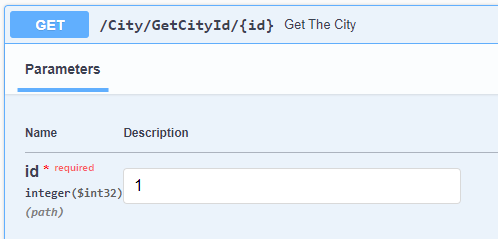 GET /City/GetCityId/{id} Get The City
Parameters
Name Description
id * required
integer($int32) 1
(path)